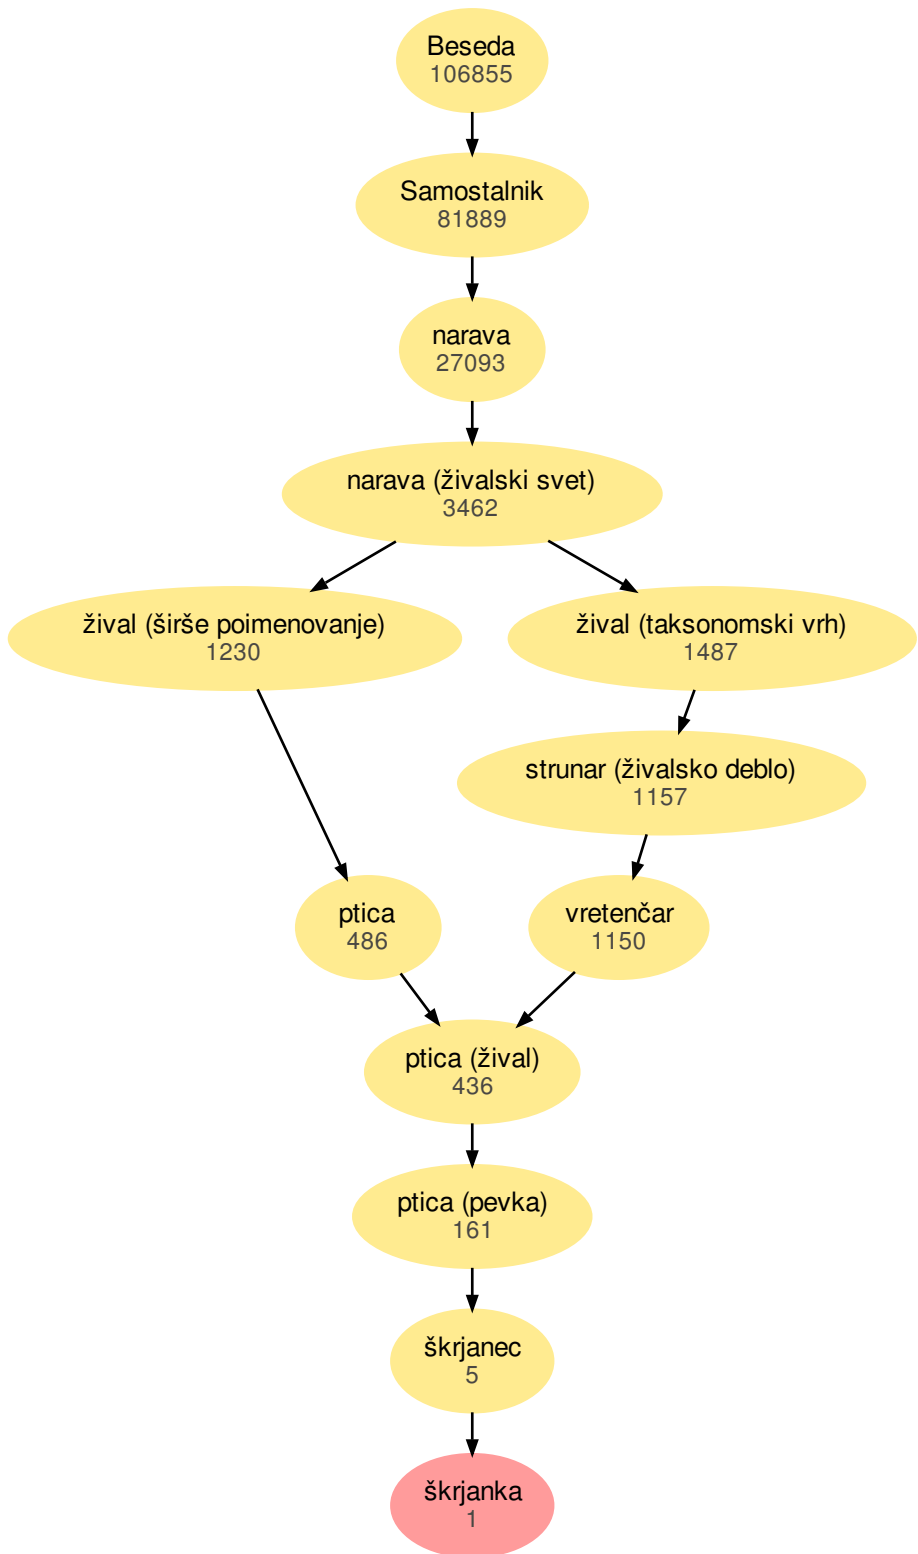 Beseda
106855
Samostalnik
81889
narava
27093
narava (živalski svet)
3462
žival (širše poimenovanje)
1230
žival (taksonomski vrh)
1487
strunar (živalsko deblo)
1157
ptica
486
vretenčar
1150
ptica (žival)
436
ptica (pevka)
161
škrjanec
5
škrjanka
1